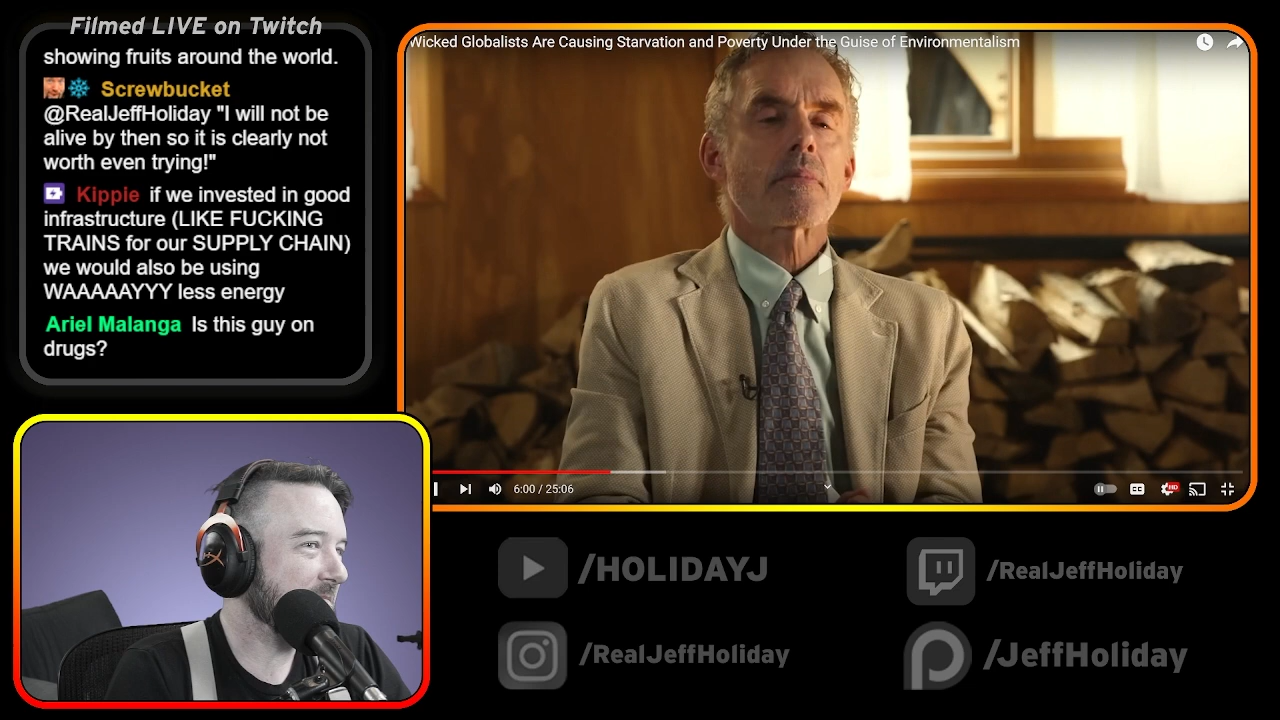 Filmed LIVE on Twitch
showing fruits around the world.
Screwbucket
@RealJeffHoliday "I will not be
alive by then so it is clearly not
worth even trying!"
Kippie if we invested in good
infrastructure (LIKE FUCKING
TRAINS for our SUPPLY CHAIN)
we would also be using
WAAAAAYYY less energy
Ariel Malanga Is this guy on
drugs?
Wicked Globalists Are Causing Starvation and Poverty Under the Guise of Environmentalism
6:00 / 25:06
CC
HD
/HOLIDAYJ
/RealJeffHoliday
/RealJeffHoliday
/JeffHoliday